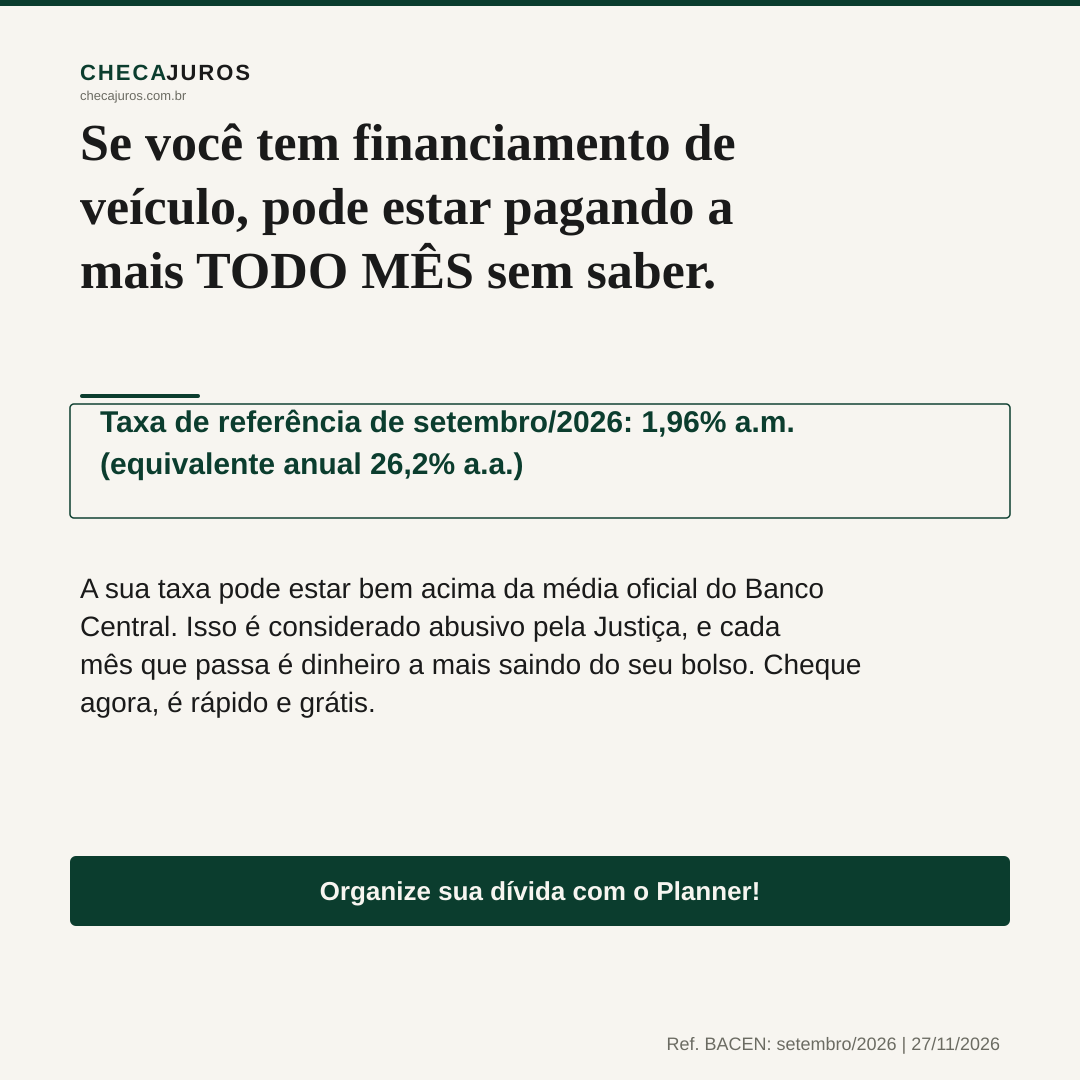 CHECAJUROS
checajuros.com.br
Se você tem financiamento de
veículo, pode estar pagando a
mais TODO MÊS sem saber.
Taxa de referência de setembro/2026: 1,96% a.m.
(equivalente anual 26,2% a.a.)
A sua taxa pode estar bem acima da média oficial do Banco
Central. Isso é considerado abusivo pela Justiça, e cada
mês que passa é dinheiro a mais saindo do seu bolso. Cheque
agora, é rápido e grátis.
Organize sua dívida com o Planner!
Ref. BACEN: setembro/2026 | 27/11/2026